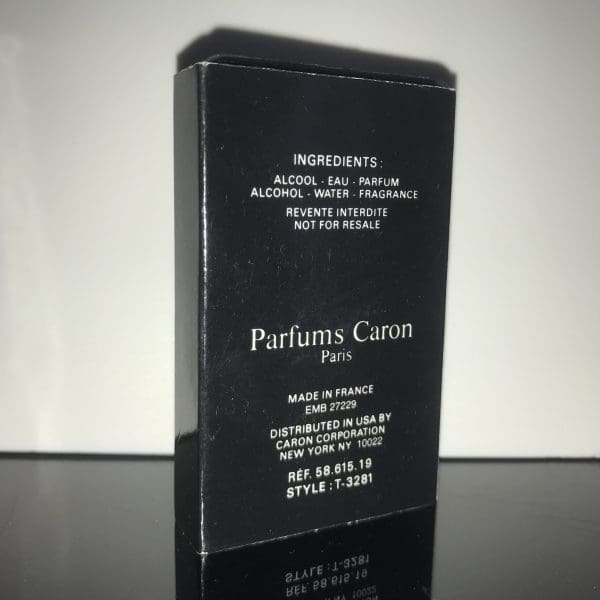 INGREDIENTS:
ALCOOL - EAU - PARFUM
ALCOHOL - WATER - FRAGRANCE
REVENTE INTERDITE
NOT FOR RESALE
Parfums Caron
Paris
MADE IN FRANCE
EMB 27229
DISTRIBUTED IN USA BY
CARON CORPORATION
NEW YORK NY 10022
RÉF. 58.615.19
STYLE : T-3281